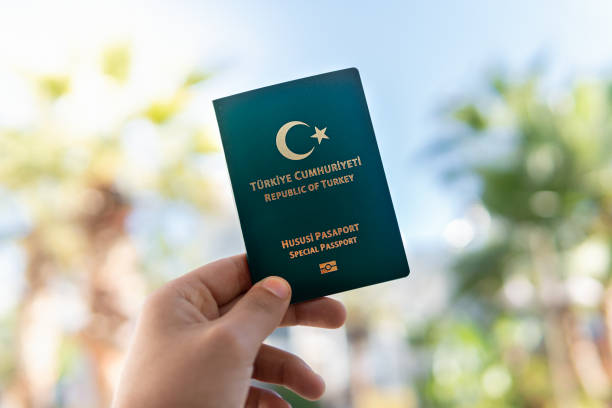 TÜRKİYE CUMHURİYETİ
REPUBLIC OF TURKEY
HUSUSİ PASAPORT
SPECIAL PASSPORT